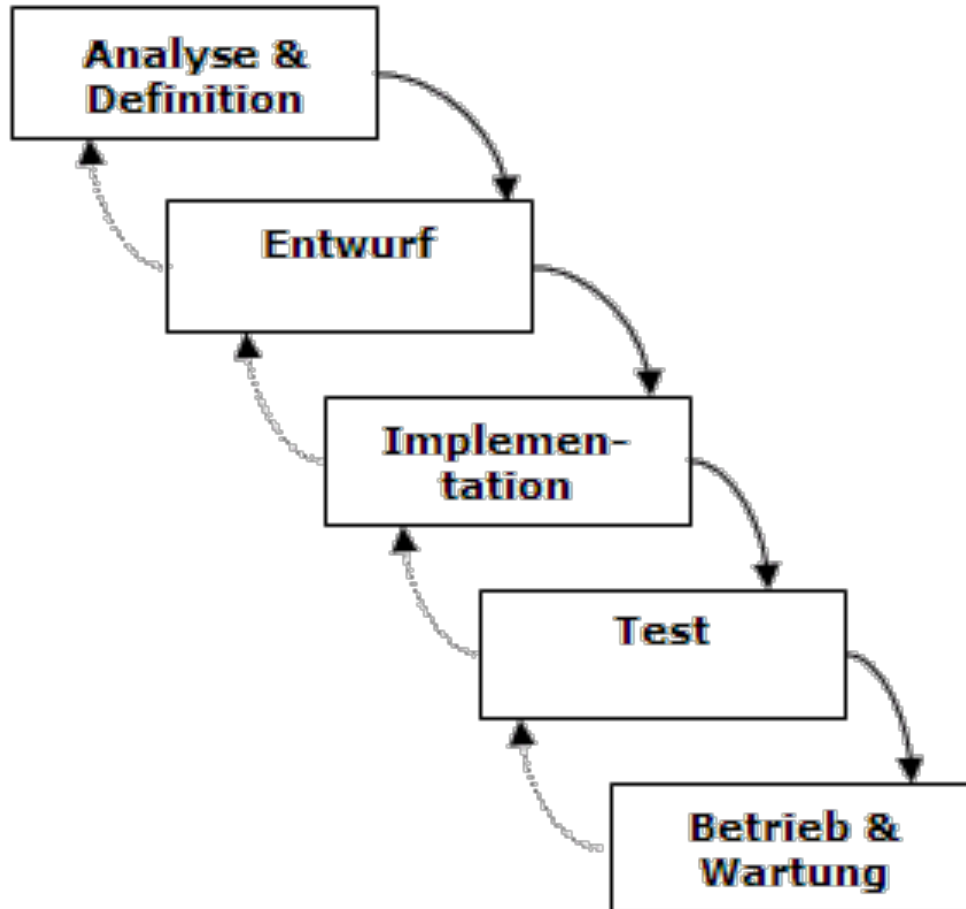 Analyse &
Definition
Entwurf
Implemen-
tation
Test
Betrieb &
Wartung